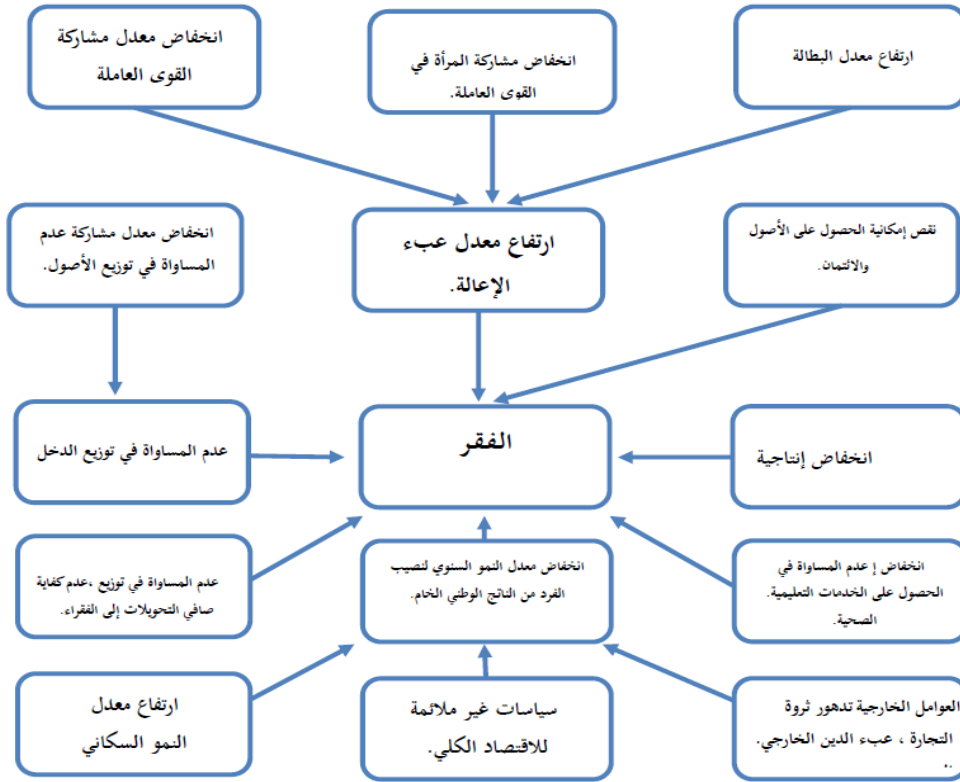 انخفاض معدل مشاركة
القوى العاملة
انخفاض مشاركة المرأة في
القوى العاملة.
ارتفاع معدل البطالة
انخفاض معدل مشاركة عدم
المساواة في توزيع الأصول.
ارتفاع معدل عبء
الإعالة.
نقص إمكانية الحصول على الأصول
والائتمان.
عدم المساواة في توزيع الدخل
الفقر
انخفاض إنتاجية
عدم المساواة في توزيع ،عدم كفاية
صافي التحويلات إلى الفقراء.
انخفاض معدل النمو السنوي لنصيب
الفرد من الناتج الوطني الخام.
انخفاض إ عدم المساواة في
الحصول على الخدمات التعليمية.
الصحية.
ارتفاع معدل
النمو السكاني
سياسات غير ملائمة
للاقتصاد الكلي.
العوامل الخارجية تدهور ثروة
التجارة ، عبء الدين الخارجي.